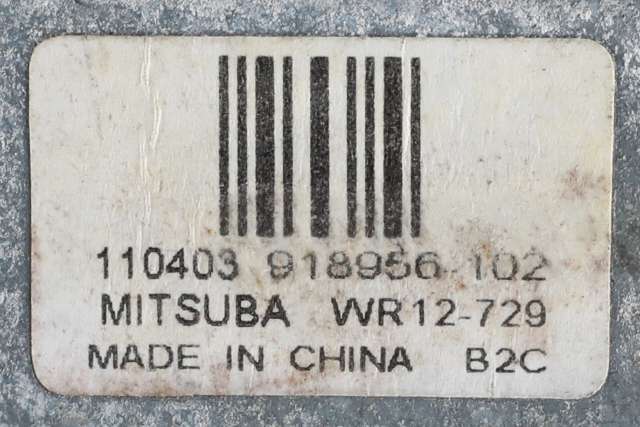 110403 918956-102
MITSUBA WR12-729
MADE IN CHINA B2C